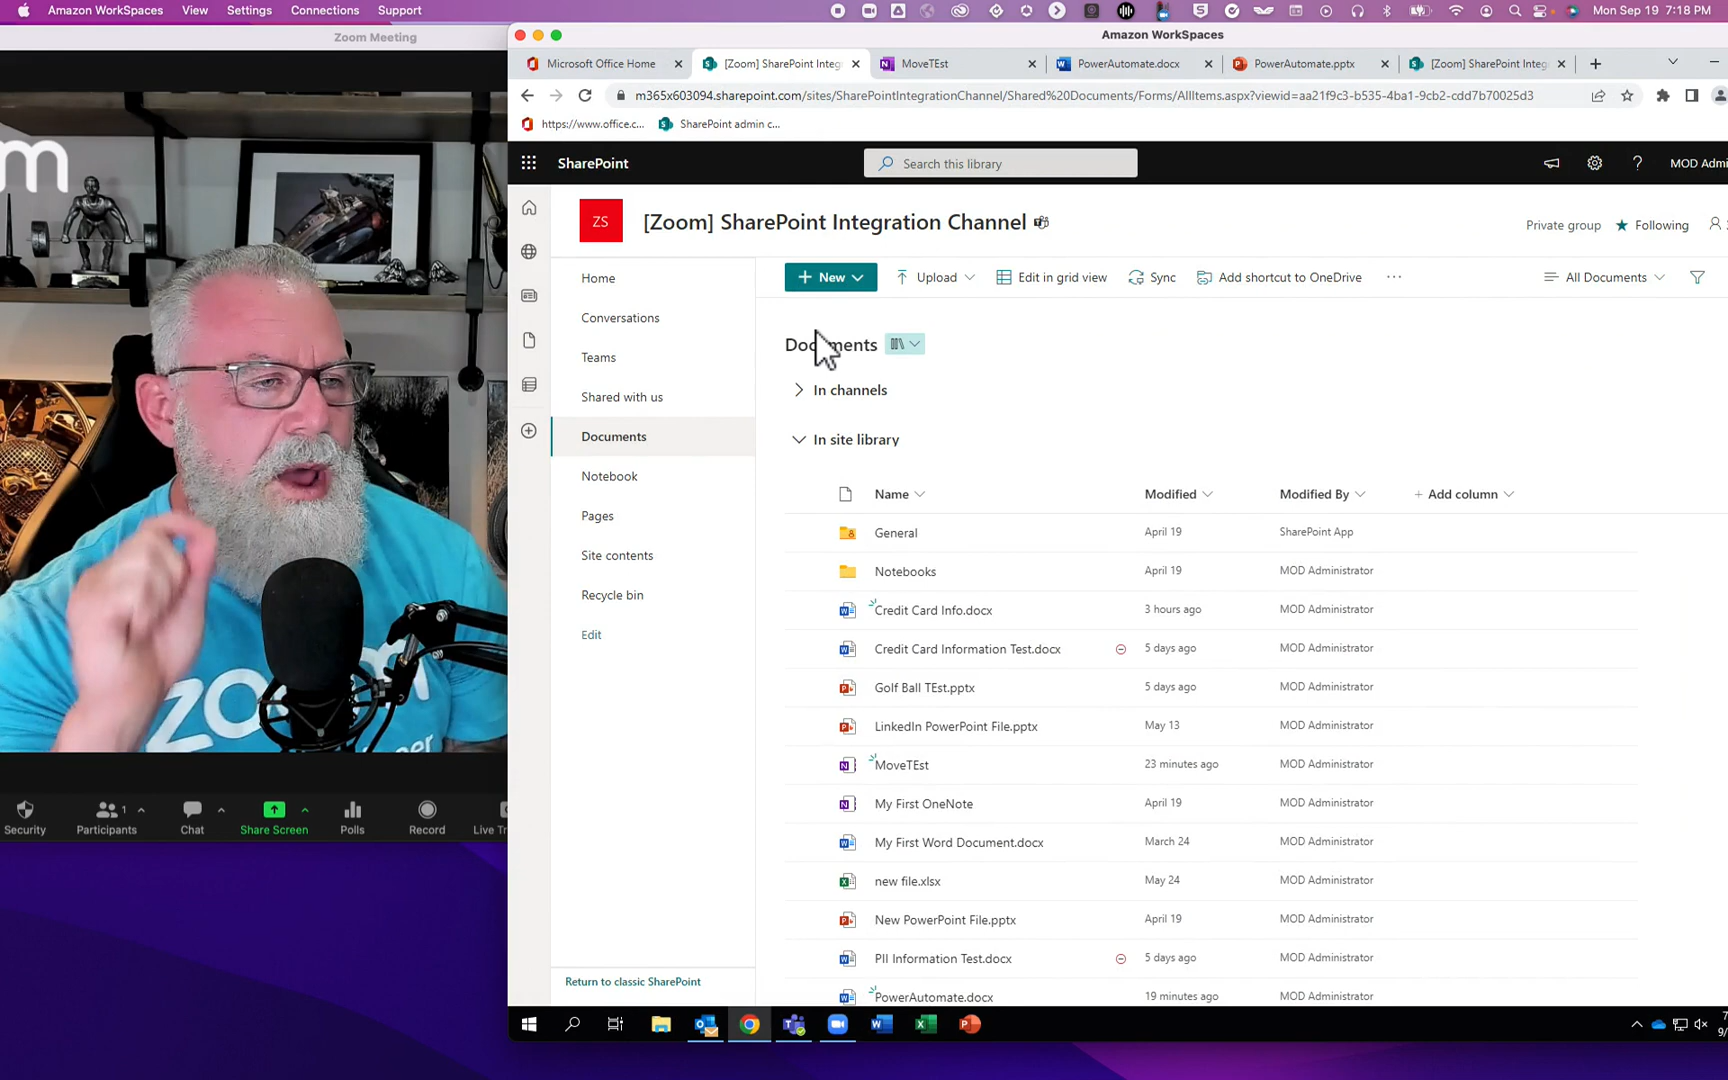 Amazon WorkSpaces View Settings Connections Support Mon Sep 19 7:18 PM
Zoom Meeting
Amazon WorkSpaces
Microsoft Office Home
[Zoom] SharePoint Integ
MoveTEst
PowerAutomate.docx
PowerAutomate.pptx
[Zoom] SharePoint Integ
m365x603094.sharepoint.com/sites/SharePointIntegrationChannel/Shared%20Documents/Forms/AllItems.aspx?viewid=aa21f9c3-b535-4ba1-9cb2-cdd7b70025d3
https://www.office.c... SharePoint admin c...
SharePoint Search this library ? MOD Admi
ZS [Zoom] SharePoint Integration Channel
Private group ★ Following
+ New Upload Edit in grid view Sync Add shortcut to OneDrive ... All Documents
Home
Conversations
Teams
Shared with us
Documents
Notebook
Pages
Site contents
Recycle bin
Edit
Return to classic SharePoint
Documents
In channels
In site library
Name Modified Modified By + Add column
General April 19 SharePoint App
Notebooks April 19 MOD Administrator
Credit Card Info.docx 3 hours ago MOD Administrator
Credit Card Information Test.docx 5 days ago MOD Administrator
Golf Ball TEst.pptx 5 days ago MOD Administrator
LinkedIn PowerPoint File.pptx May 13 MOD Administrator
MoveTEst 23 minutes ago MOD Administrator
My First OneNote April 19 MOD Administrator
My First Word Document.docx March 24 MOD Administrator
new file.xlsx May 24 MOD Administrator
New PowerPoint File.pptx April 19 MOD Administrator
PII Information Test.docx 5 days ago MOD Administrator
PowerAutomate.docx 19 minutes ago MOD Administrator
om
zoom
1
Security Participants Chat Share Screen Polls Record Live Tr